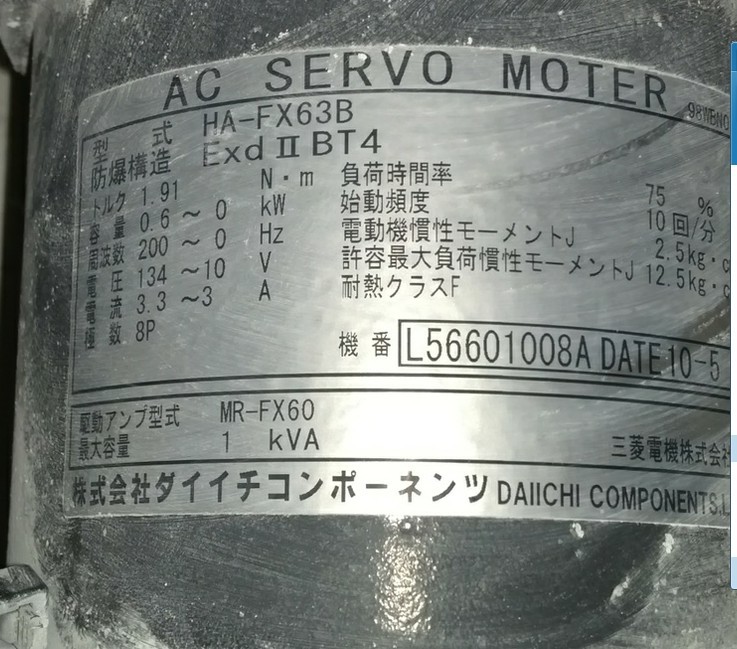 AC SERVO MOTER
98WBNO
型式 HA-FX63B
防爆構造 ExdⅡBT4
トルク 1.91 N・m 負荷時間率 75 %
容量 0.6 ～ 0 kW 始動頻度 10 回/分
周波数 200 ～ 0 Hz 電動機慣性モーメントJ 2.5kg・c
電圧 134 ～10 V 許容最大負荷慣性モーメントJ 12.5kg・c
電流 3.3 ～3 A 耐熱クラスF
極数 8P
機番 L56601008A DATE 10-5
駆動アンプ型式 MR-FX60
最大容量 1 kVA
三菱電機株式会社
株式会社ダイイチコンポーネンツ DAIICHI COMPONENTS.L